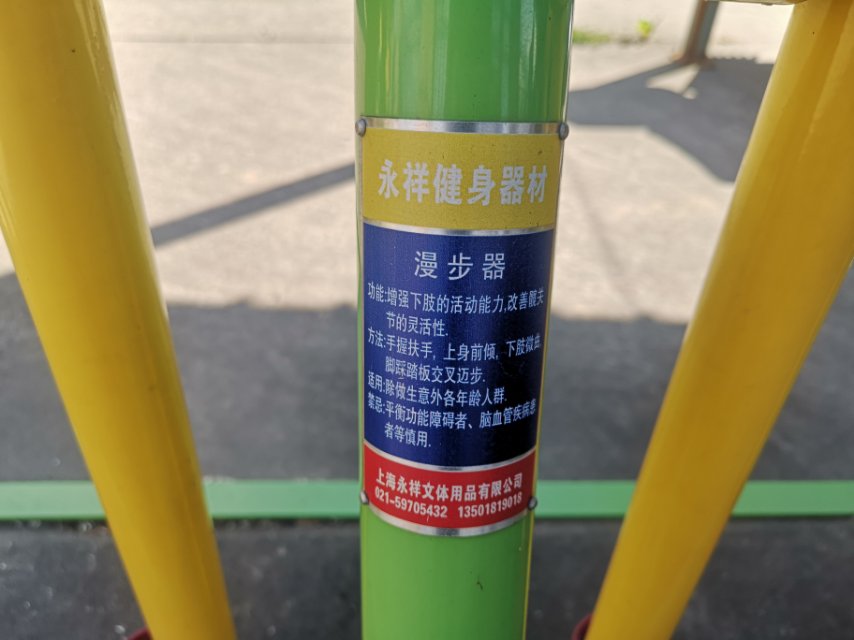 永祥健身器材
漫步器
功能:增强下肢的活动能力,改善髋关
节的灵活性.
方法:手握扶手, 上身前倾, 下肢微曲,
脚踩踏板交叉迈步.
适用:除做生意外各年龄人群.
禁忌:平衡功能障碍者、脑血管疾病患
者等慎用.
上海永祥文体用品有限公司
021-59705432 13501819018